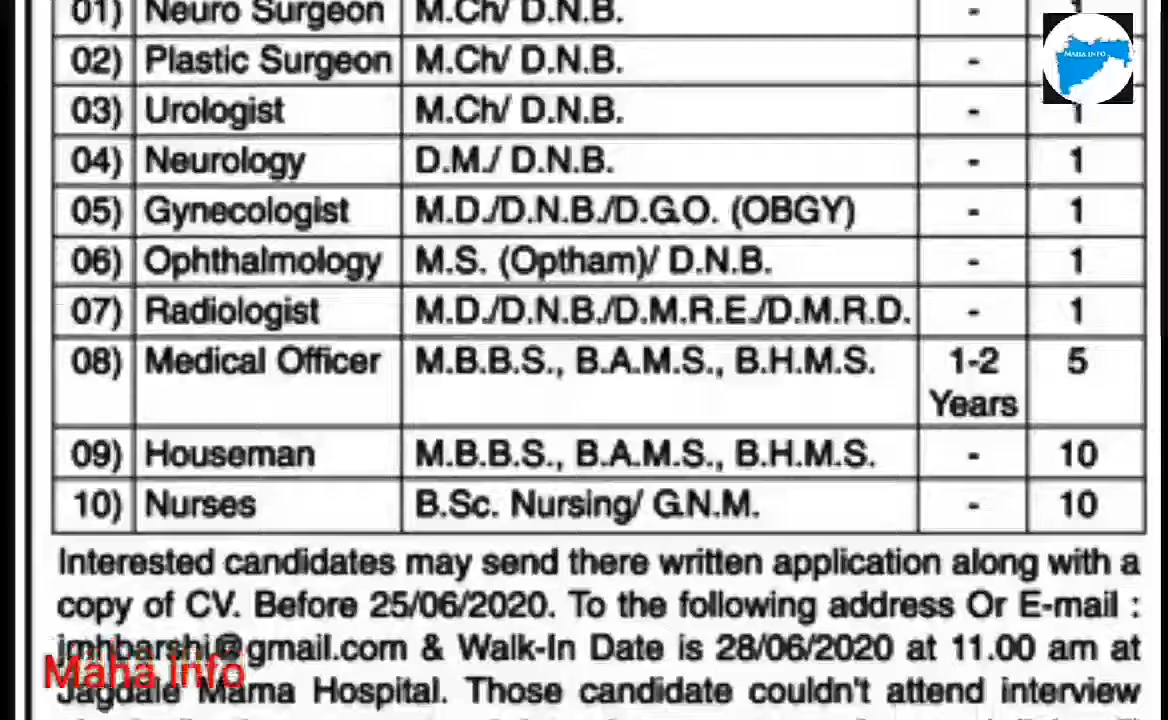 01) Neuro Surgeon M.Ch/ D.N.B. - 1
MAHA INFO
02) Plastic Surgeon M.Ch/ D.N.B. -
03) Urologist M.Ch/ D.N.B. - 1
04) Neurology D.M./ D.N.B. - 1
05) Gynecologist M.D./D.N.B./D.G.O. (OBGY) - 1
06) Ophthalmology M.S. (Optham)/ D.N.B. - 1
07) Radiologist M.D./D.N.B./D.M.R.E./D.M.R.D. - 1
08) Medical Officer M.B.B.S., B.A.M.S., B.H.M.S. 1-2 5
Years
09) Houseman M.B.B.S., B.A.M.S., B.H.M.S. - 10
10) Nurses B.Sc. Nursing/ G.N.M. - 10
Interested candidates may send there written application along with a
copy of CV. Before 25/06/2020. To the following address Or E-mail :
jmhbarshi@gmail.com & Walk-In Date is 28/06/2020 at 11.00 am at
Maha info
Jagdale Mama Hospital. Those candidate couldn't attend interview